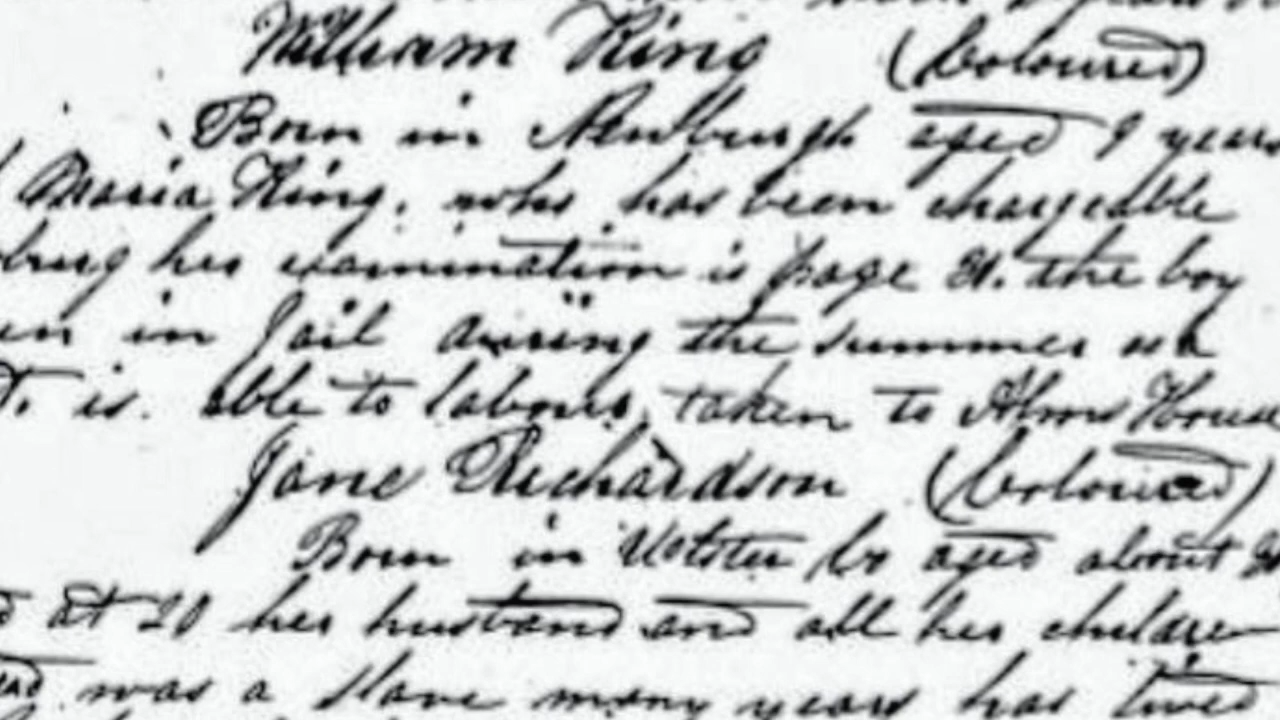 William King (Coloured)
Born in Newburgh aged 9 years
Maria King, who has been chargeable
burg her examination is page 21. the boy
en in Jail during the summer
is. able to labour, taken to Alms House
Jane Richardson (Coloured)
Born in Ulster Co aged about
at 20 her husband and all her children
was a slave many years has lived